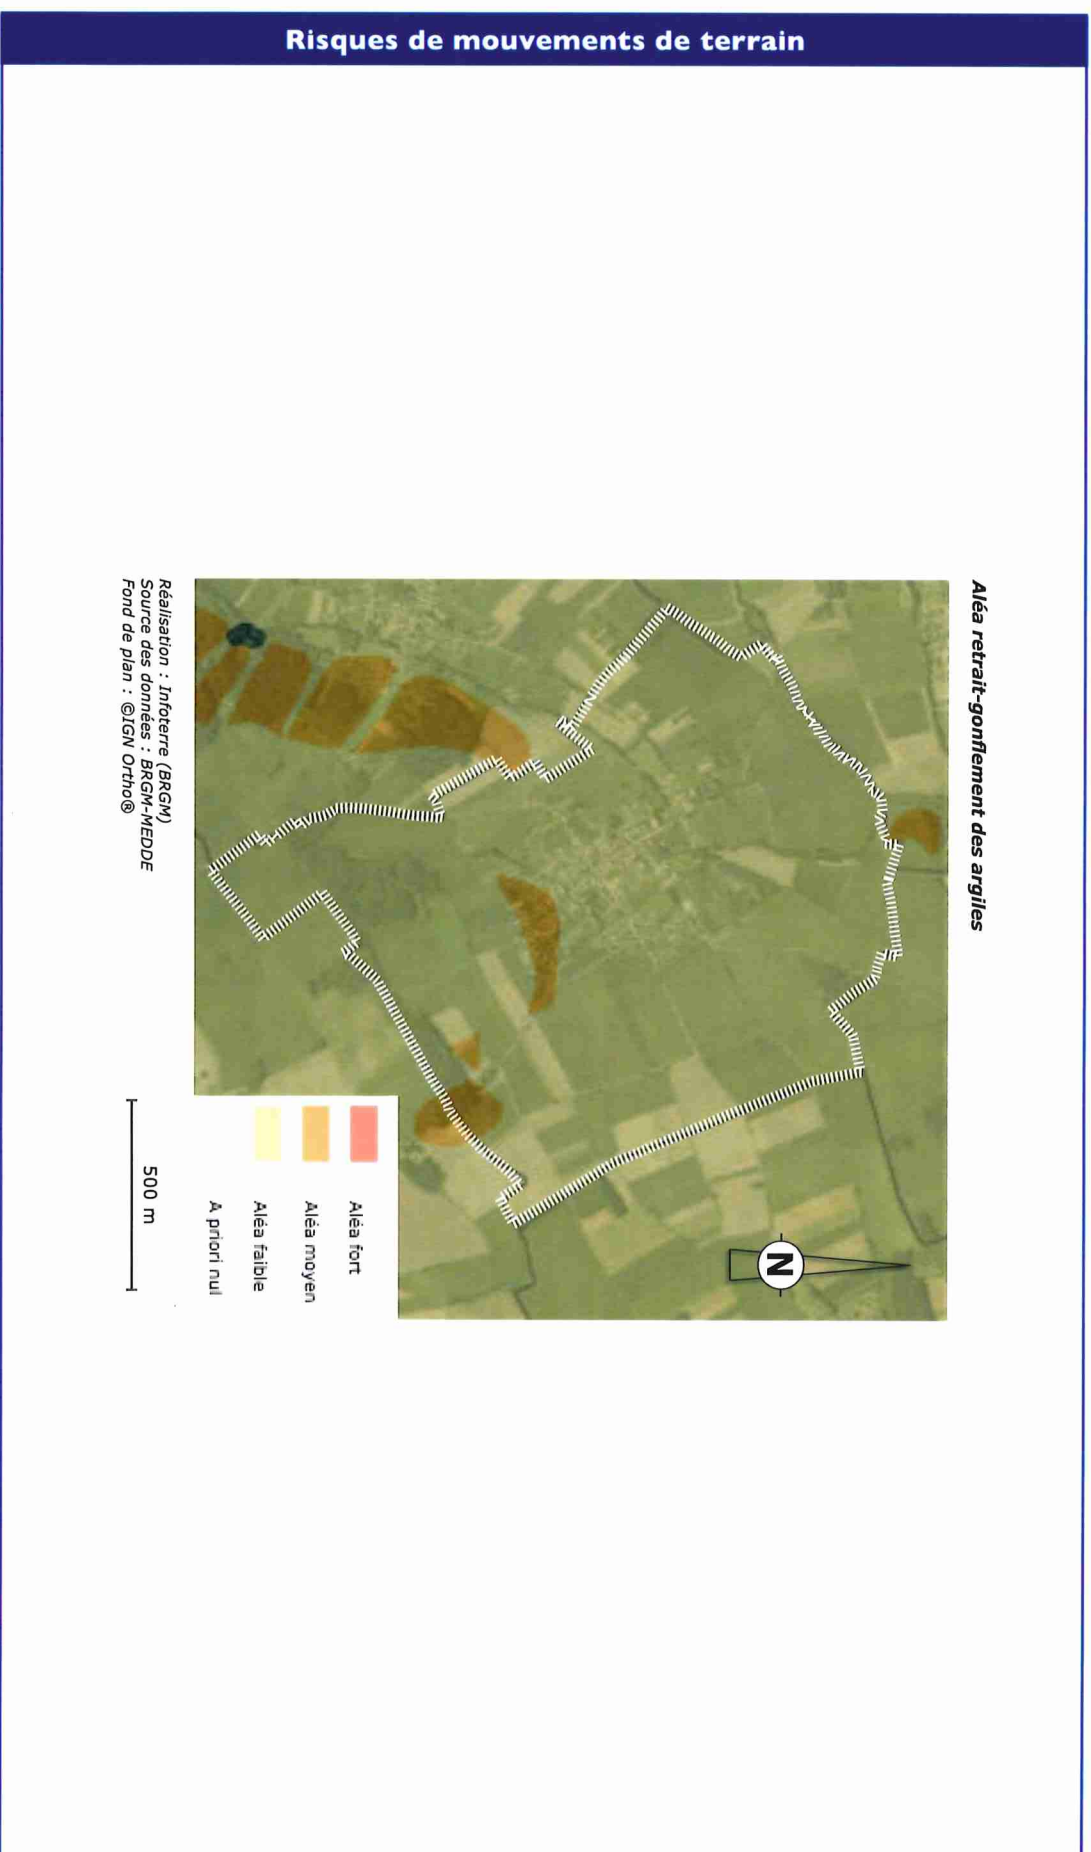 Risques de mouvements de terrain
Aléa retrait-gonflement des argiles
N
Aléa fort
Aléa moyen
Aléa faible
A priori nul
500 m
Réalisation : Infoterre (BRGM)
Source des données : BRGM-MEDDE
Fond de plan : ©IGN Ortho®